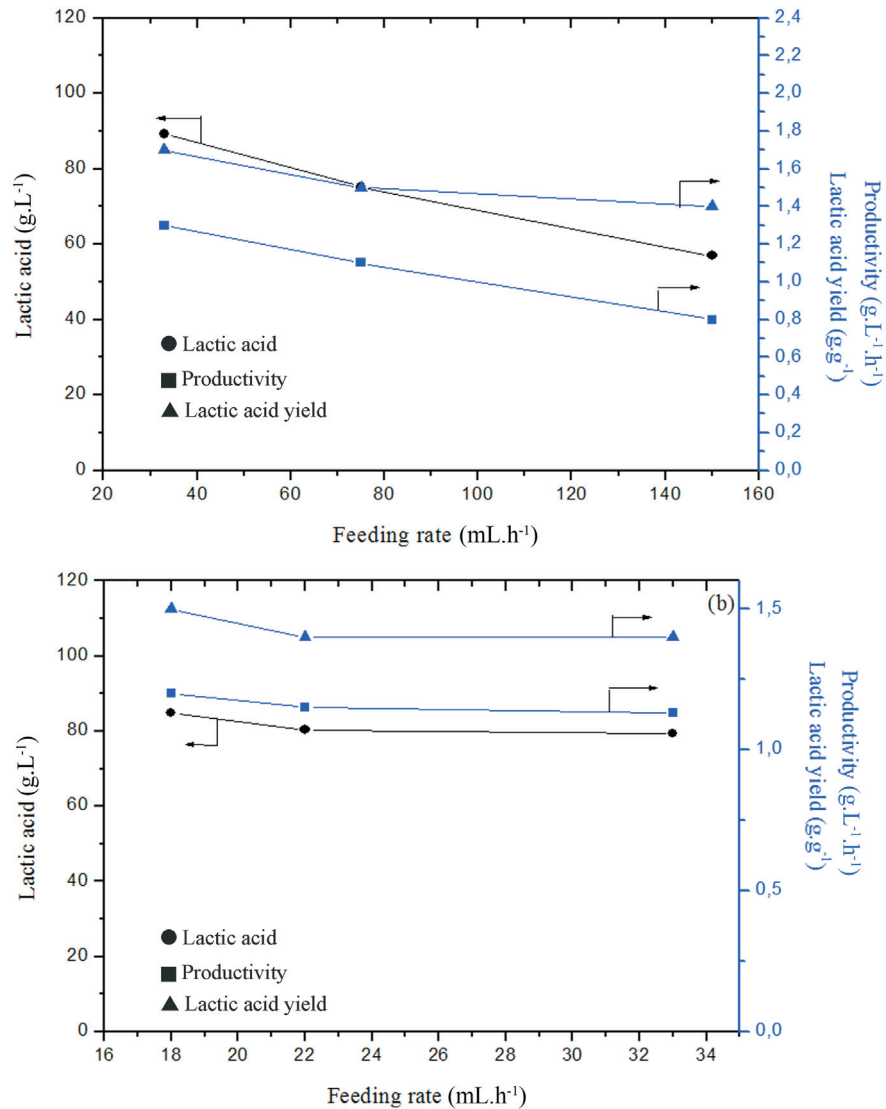 120
100
80
60
40
20
0
Lactic acid (g.L⁻¹)
2,4
2,2
2,0
1,8
1,6
1,4
1,2
1,0
0,8
0,6
0,4
0,2
0,0
Productivity (g.L⁻¹.h⁻¹)
Lactic acid yield (g.g⁻¹)
Lactic acid
Productivity
Lactic acid yield
20 40 60 80 100 120 140 160
Feeding rate (mL.h⁻¹)
(b)
120
100
80
60
40
20
0
Lactic acid (g.L⁻¹)
1,5
1,0
0,5
0,0
Productivity (g.L⁻¹.h⁻¹)
Lactic acid yield (g.g⁻¹)
Lactic acid
Productivity
Lactic acid yield
16 18 20 22 24 26 28 30 32 34
Feeding rate (mL.h⁻¹)